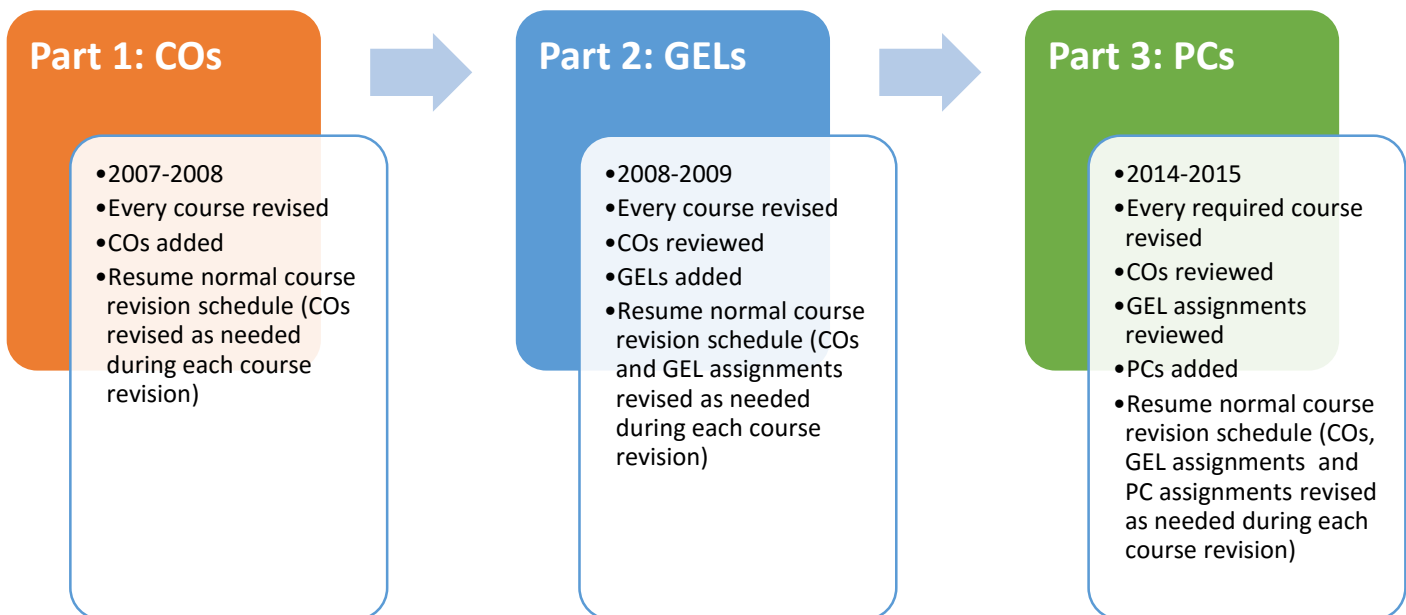 Part 1: COs
•2007-2008
•Every course revised
•COs added
•Resume normal course
revision schedule (COs
revised as needed
during each course
revision)
Part 2: GELs
•2008-2009
•Every course revised
•COs reviewed
•GELs added
•Resume normal course
revision schedule (COs
and GEL assignments
revised as needed
during each course
revision)
Part 3: PCs
•2014-2015
•Every required course
revised
•COs reviewed
•GEL assignments
reviewed
•PCs added
•Resume normal course
revision schedule (COs,
GEL assignments and
PC assignments revised
as needed during each
course revision)